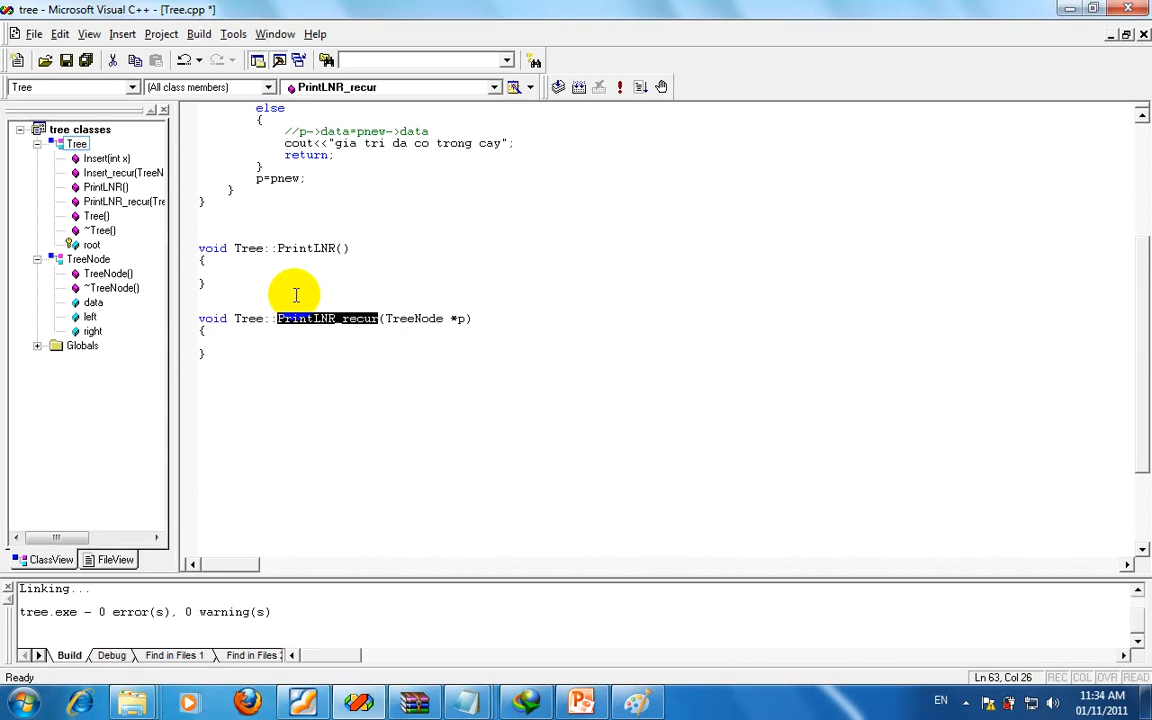 tree - Microsoft Visual C++ - [Tree.cpp *]
File Edit View Insert Project Build Tools Window Help
Tree (All class members) PrintLNR_recur
tree classes
Tree
Insert(int x)
Insert_recur(TreeN
PrintLNR()
PrintLNR_recur(Tre
Tree()
~Tree()
root
TreeNode
TreeNode()
~TreeNode()
data
left
right
Globals
ClassView FileView
else
{
//p->data=pnew->data
cout<<"gia tri da co trong cay";
return;
}
p=pnew;
}
}
void Tree::PrintLNR()
{
}
void Tree::PrintLNR_recur(TreeNode *p)
{
}
Linking...
tree.exe - 0 error(s), 0 warning(s)
Build Debug Find in Files 1 Find in Files
Ready Ln 63, Col 26 REC COL OVR READ
EN 11:34 AM
01/11/2011